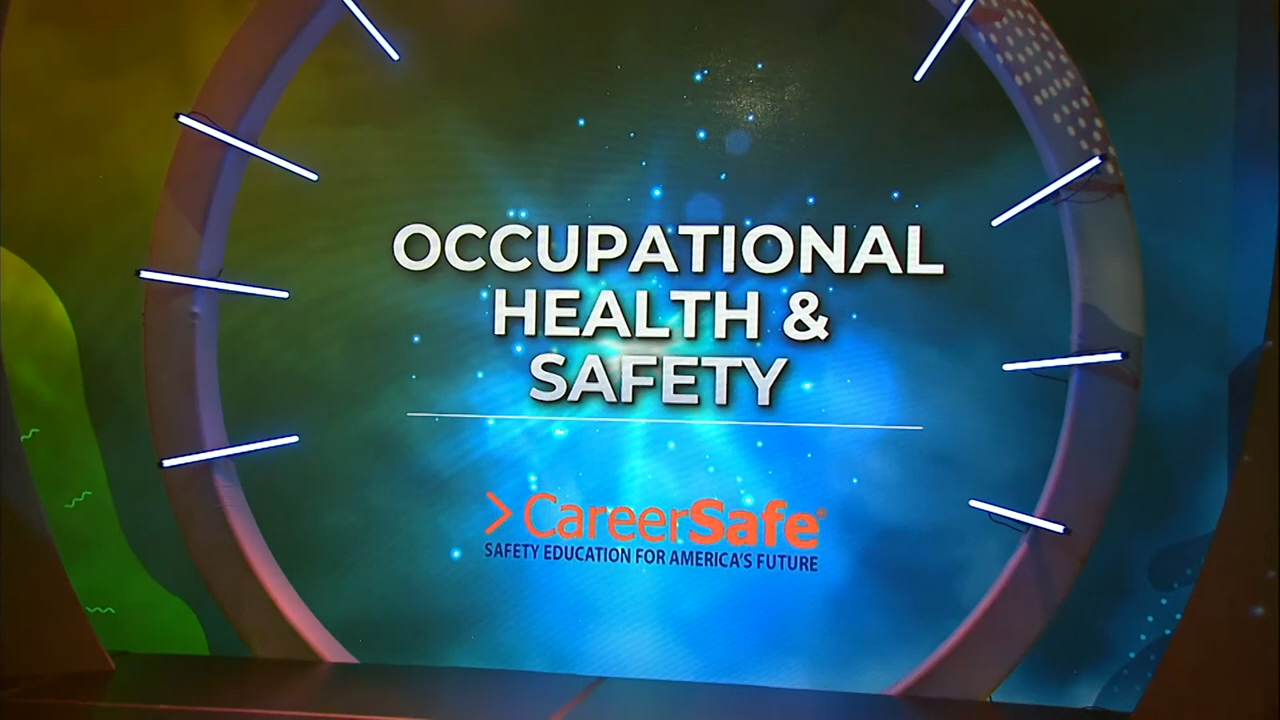 OCCUPATIONAL
HEALTH &
SAFETY
CareerSafe®
SAFETY EDUCATION FOR AMERICA'S FUTURE